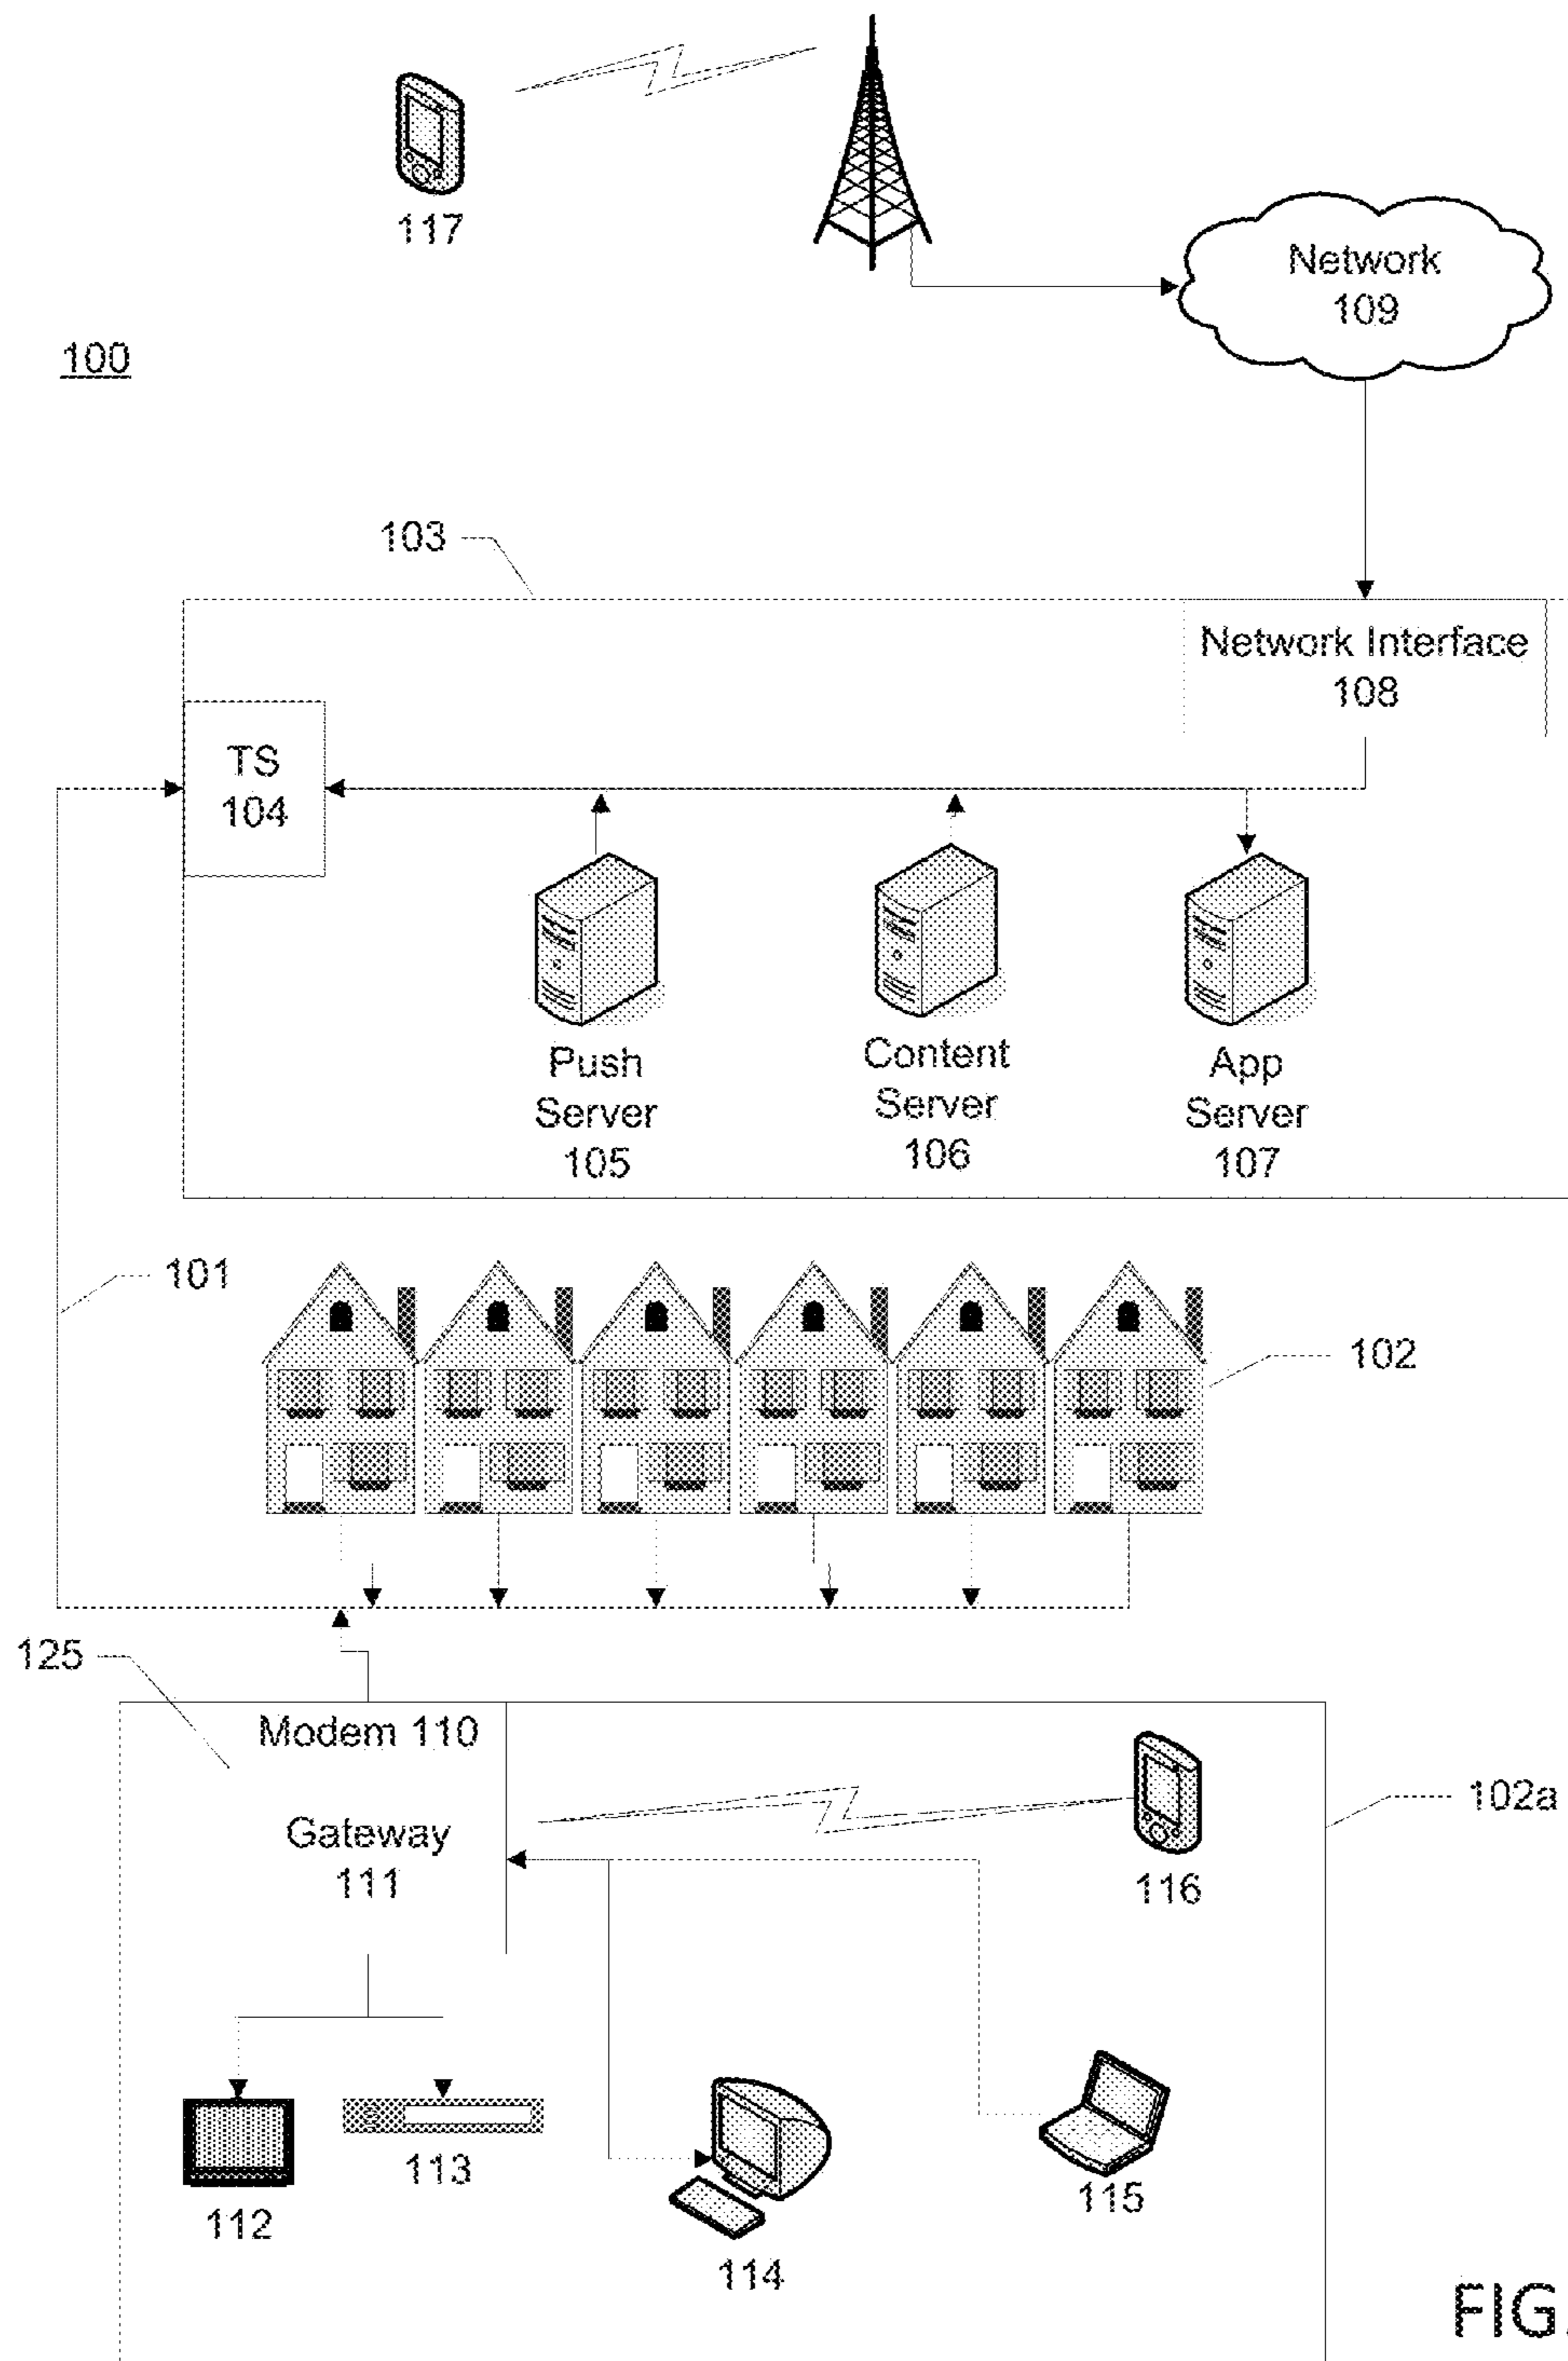 117
Network
109
100
103
Network Interface
108
TS
104
Push
Server
105
Content
Server
106
App
Server
107
101
102
125
Modem 110
102a
Gateway
111
116
112
113
114
115
FIG.